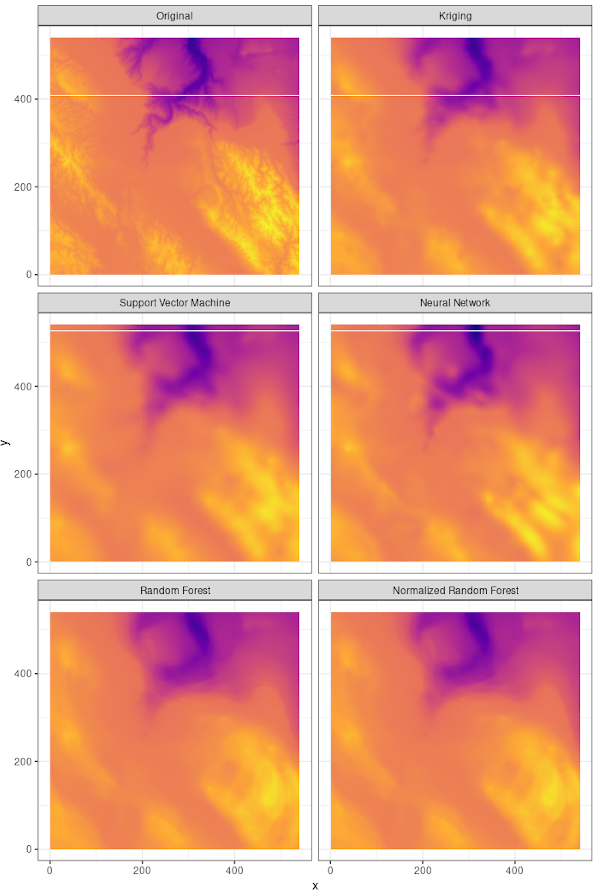 Original Kriging
400
200
0
Support Vector Machine Neural Network
400
y
200
0
Random Forest Normalized Random Forest
400
200
0
0 200 400 0 200 400
x